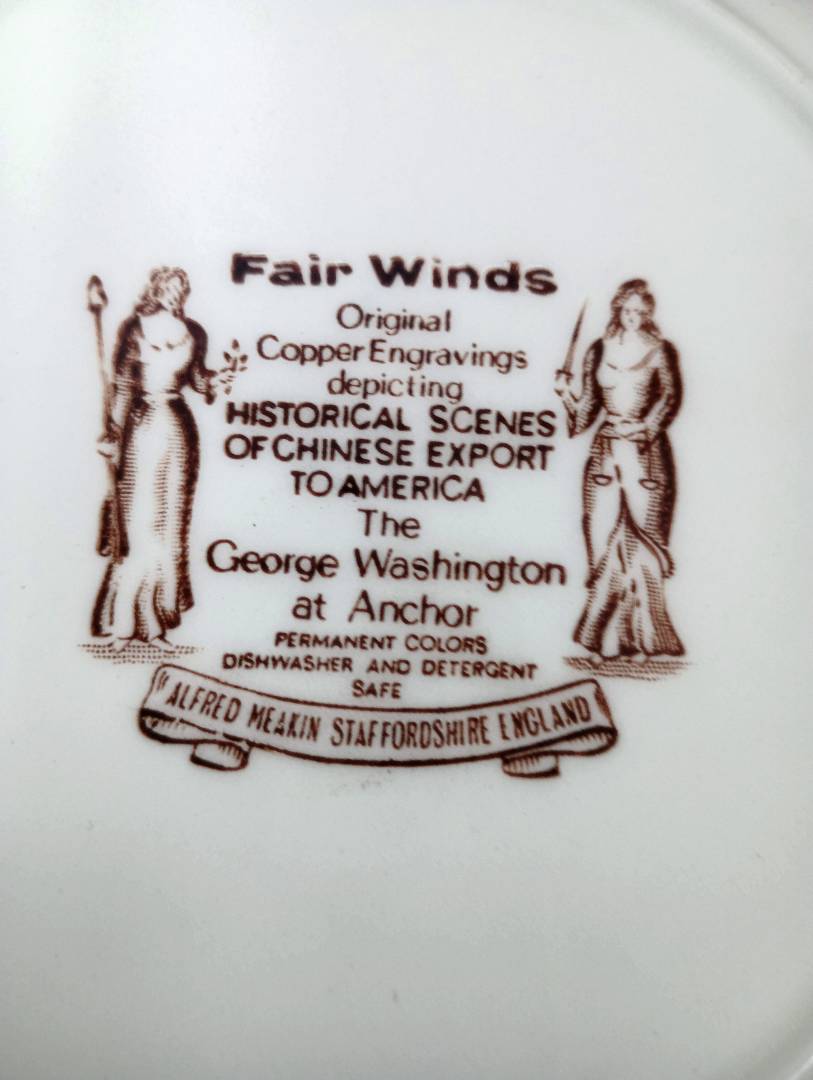 Fair Winds
Original
Copper Engravings
depicting
HISTORICAL SCENES
OF CHINESE EXPORT
TO AMERICA
The
George Washington
at Anchor
PERMANENT COLORS
DISHWASHER AND DETERGENT
SAFE
ALFRED MEAKIN STAFFORDSHIRE ENGLAND